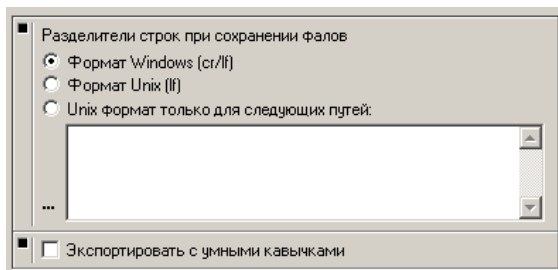 Разделители строк при сохранении фалов
Формат Windows (cr/lf)
Формат Unix (lf)
Unix формат только для следующих путей:
...
Экспортировать с умными кавычками